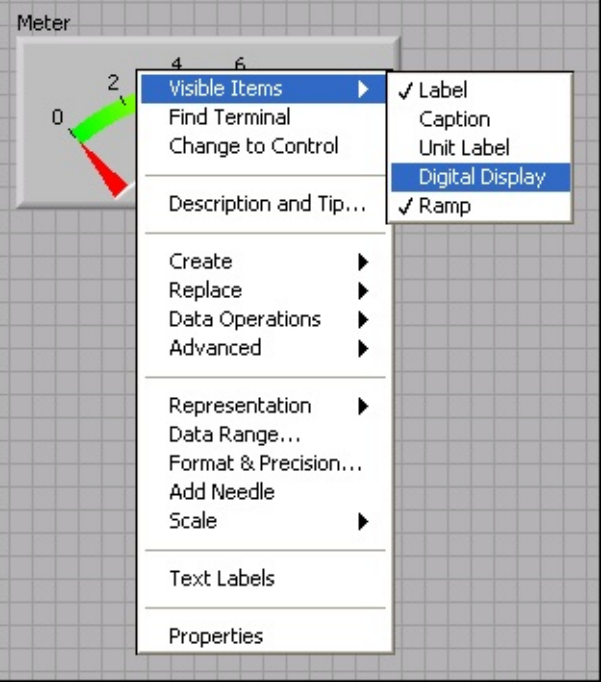 Meter
0
2
4
6
Visible Items
Find Terminal
Change to Control
Description and Tip...
Create
Replace
Data Operations
Advanced
Representation
Data Range...
Format & Precision...
Add Needle
Scale
Text Labels
Properties
✓ Label
Caption
Unit Label
Digital Display
✓ Ramp